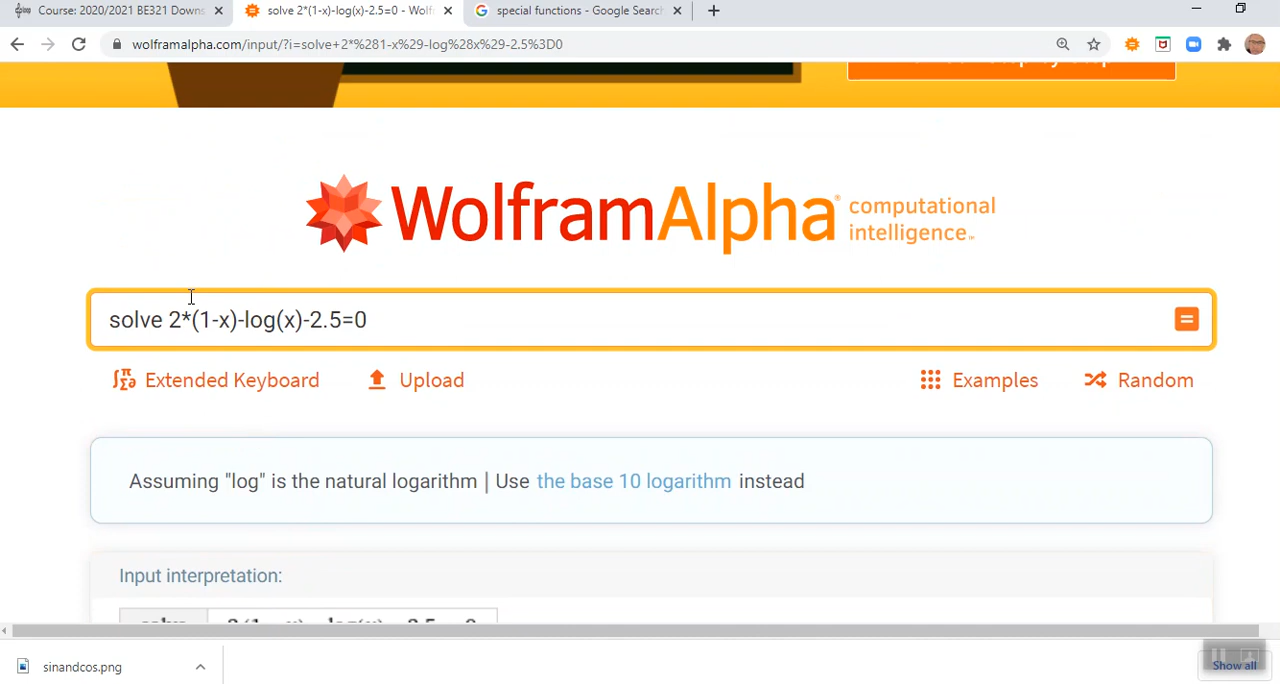 Course: 2020/2021 BE321 Downs
solve 2*(1-x)-log(x)-2.5=0 - Wolf
special functions - Google Search
wolframalpha.com/input/?i=solve+2*%281-x%29-log%28x%29-2.5%3D0
WolframAlpha computational
intelligence™
solve 2*(1-x)-log(x)-2.5=0
Extended Keyboard Upload Examples Random
Assuming "log" is the natural logarithm | Use the base 10 logarithm instead
Input interpretation:
sinandcos.png
Show all